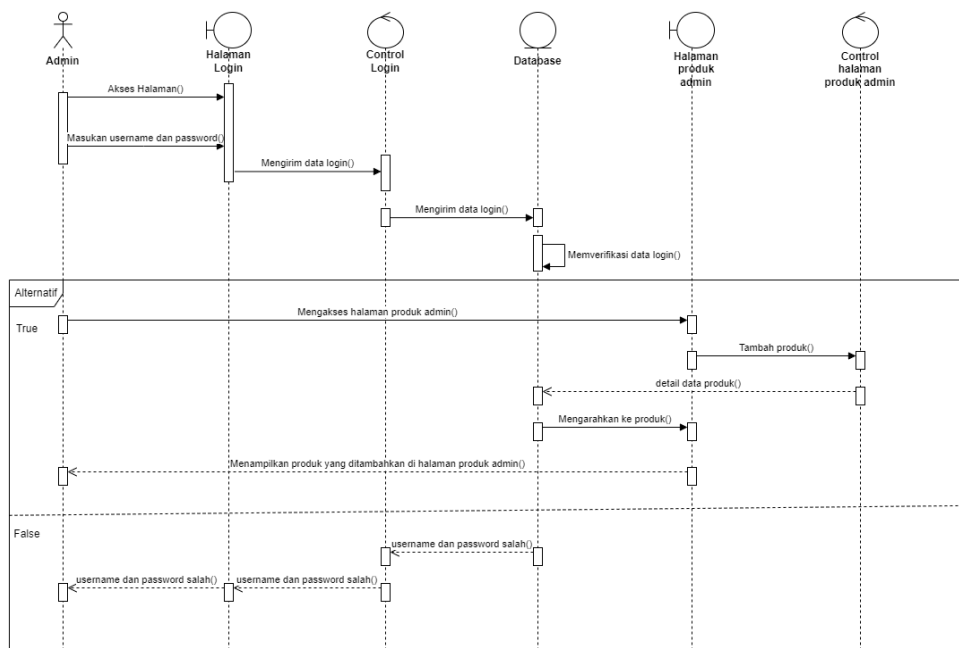 Admin
Halaman
Login
Control
Login
Database
Halaman
produk
admin
Control
halaman
produk admin
Akses Halaman()
Masukan username dan password()
Mengirim data login()
Mengirim data login()
Memverifikasi data login()
Alternatif
True
Mengakses halaman produk admin()
Tambah produk()
detail data produk()
Mengarahkan ke produk()
Menampilkan produk yang ditambahkan di halaman produk admin()
False
username dan password salah()
username dan password salah()
username dan password salah()